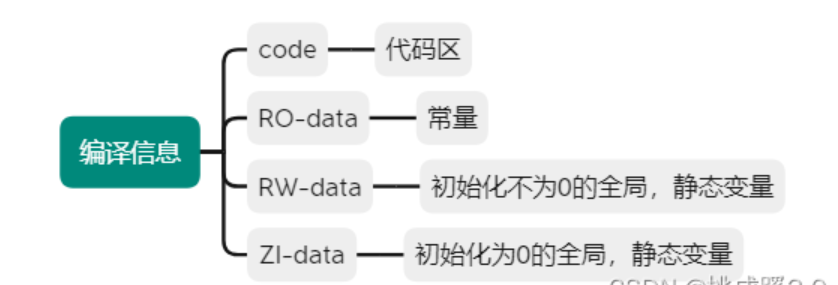 code
代码区
RO-data
常量
编译信息
RW-data
初始化不为0的全局，静态变量
ZI-data
初始化为0的全局，静态变量